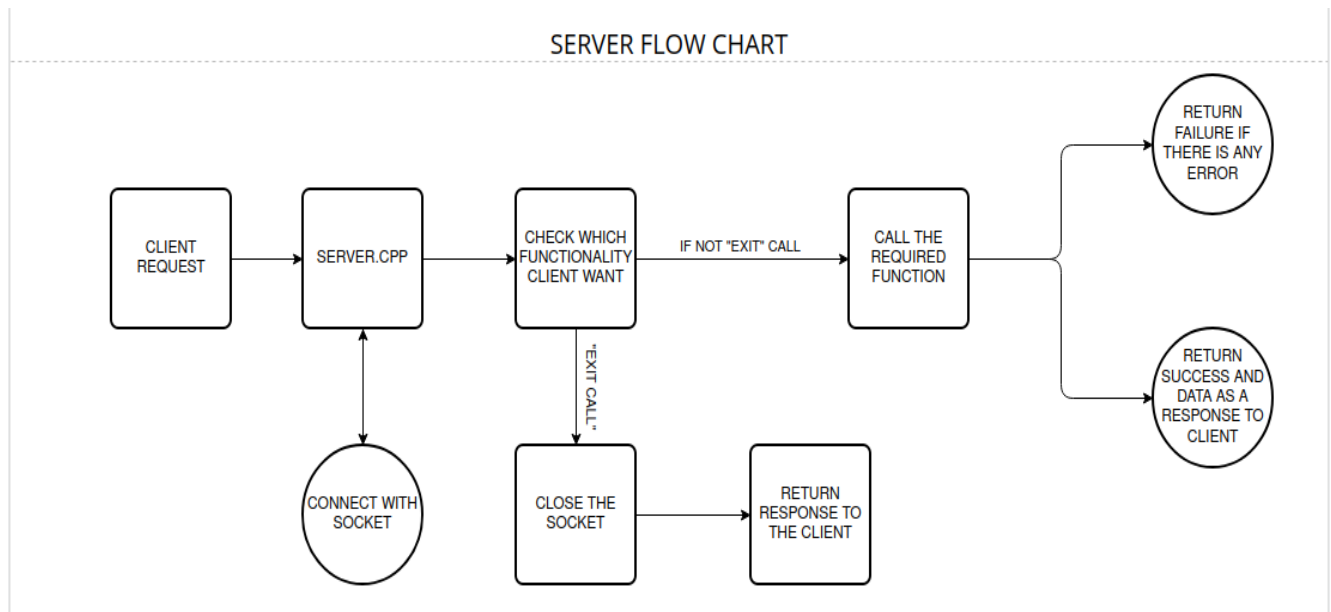 SERVER FLOW CHART
RETURN
FAILURE IF
THERE IS ANY
ERROR
CLIENT
REQUEST
SERVER.CPP
CHECK WHICH
FUNCTIONALITY
CLIENT WANT
IF NOT "EXIT" CALL
CALL THE
REQUIRED
FUNCTION
"EXIT CALL"
RETURN
SUCCESS AND
DATA AS A
RESPONSE TO
CLIENT
CONNECT WITH
SOCKET
CLOSE THE
SOCKET
RETURN
RESPONSE TO
THE CLIENT